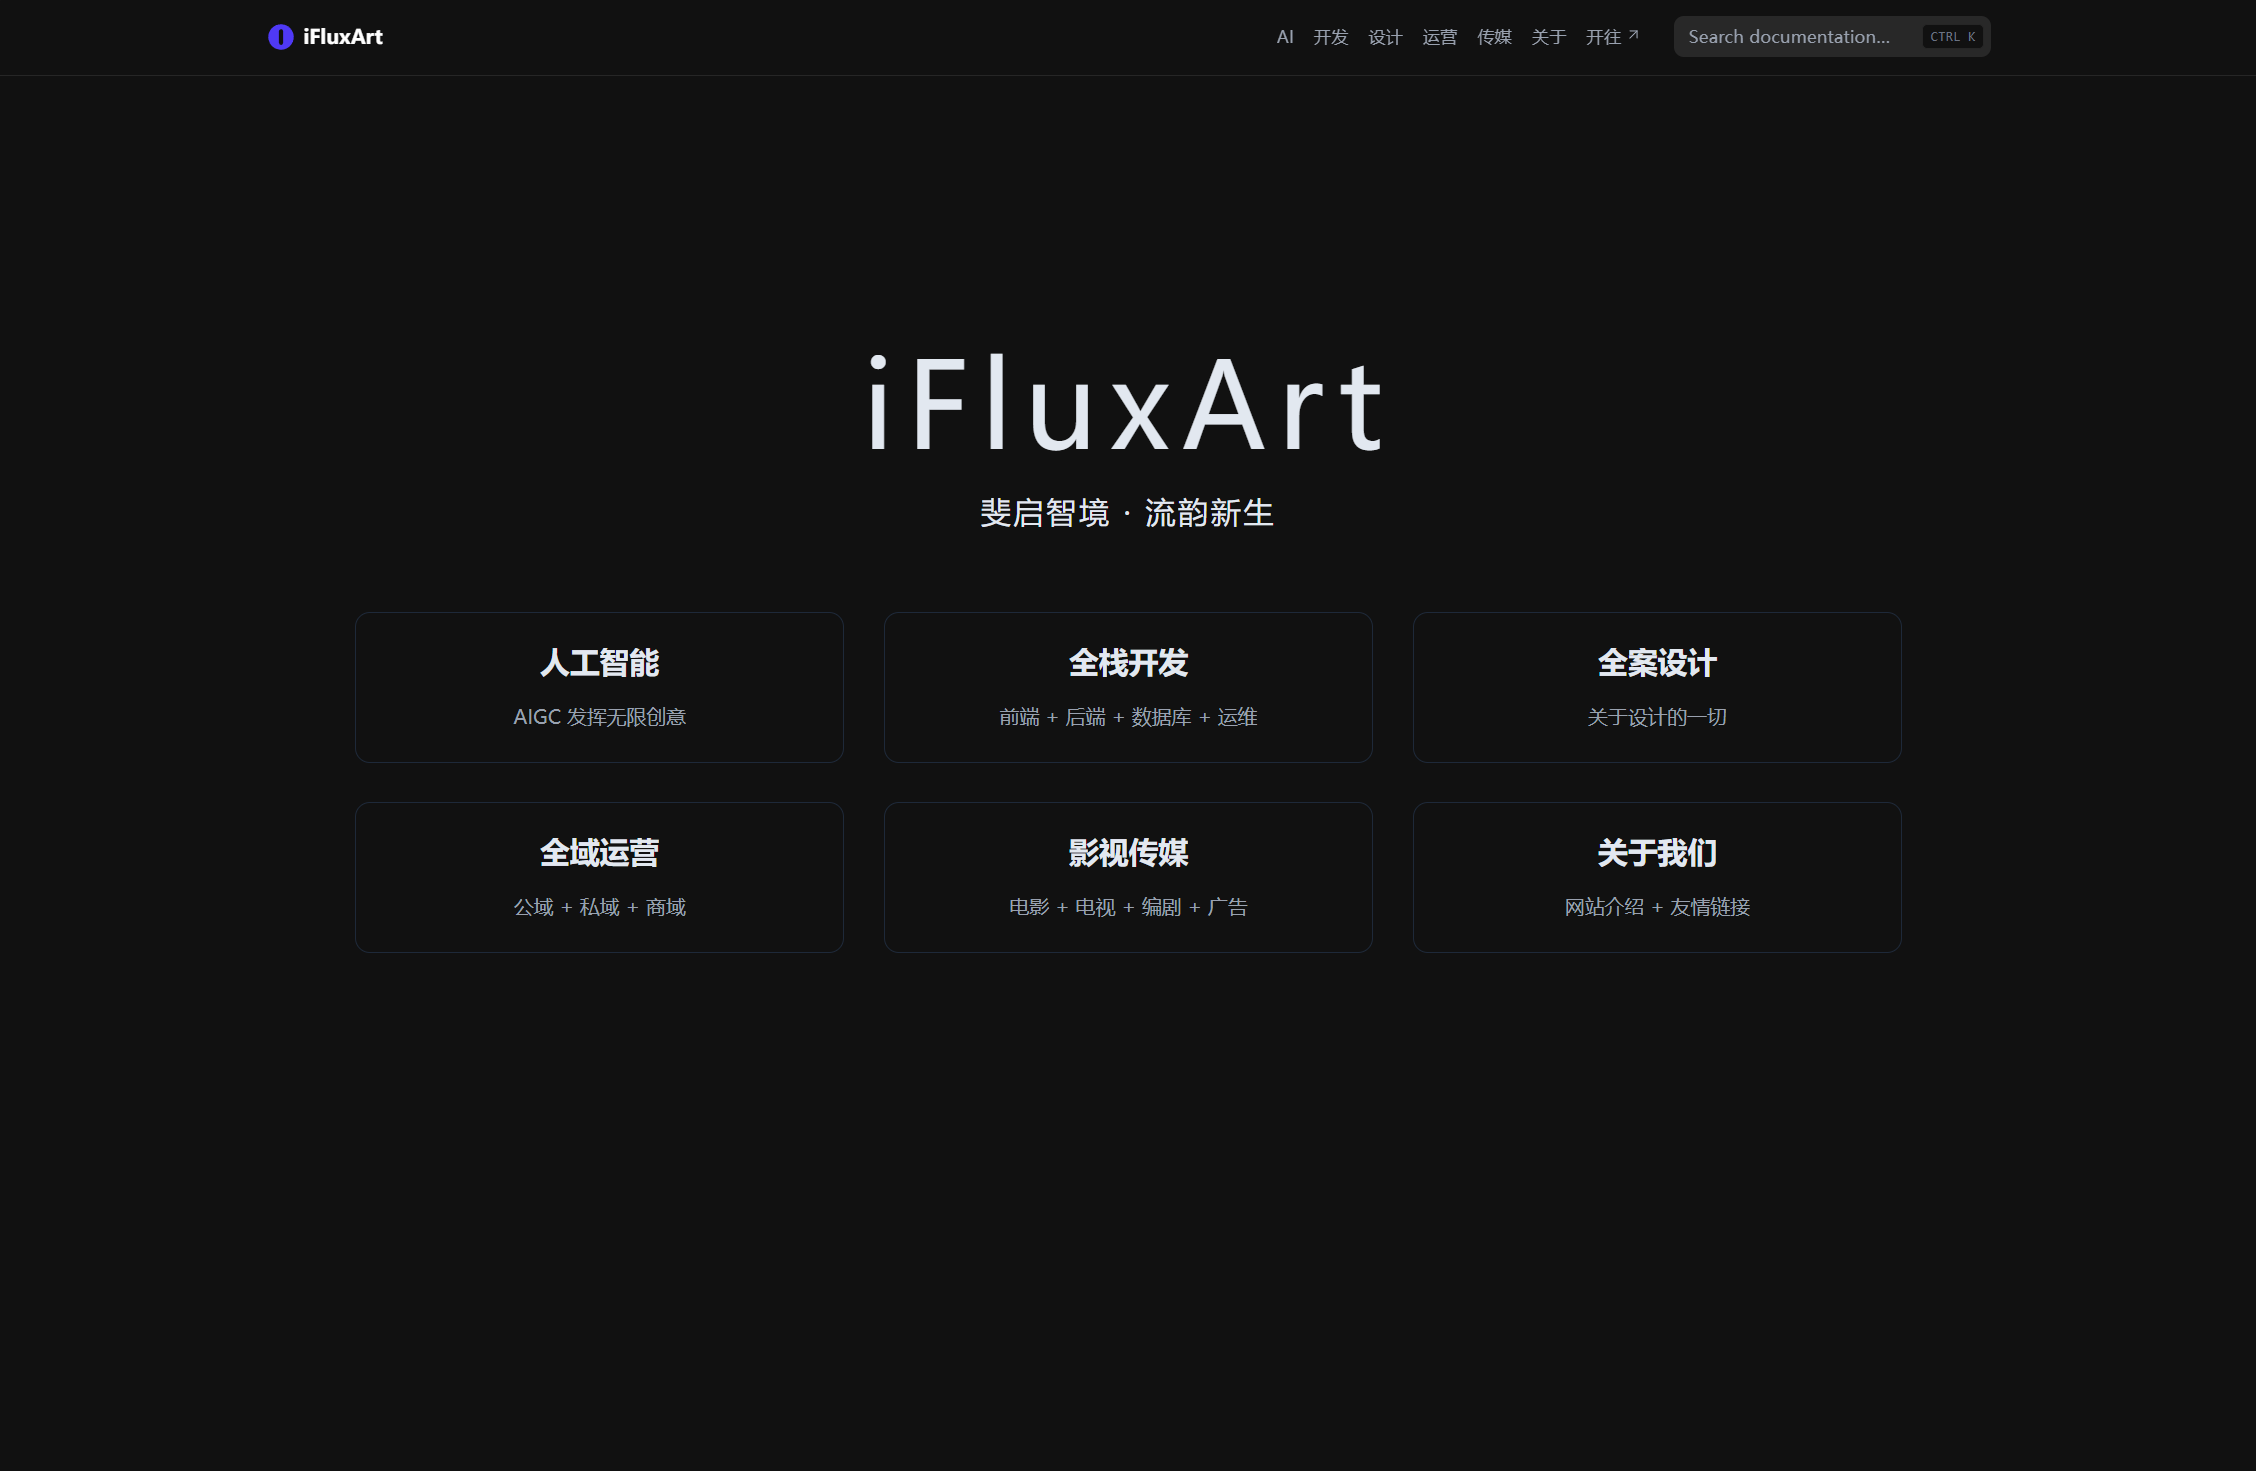 iFluxArt
AI 开发 设计 运营 传媒 关于 开往 ↗ Search documentation... CTRL K
iFluxArt
斐启智境 · 流韵新生
人工智能
AIGC 发挥无限创意
全栈开发
前端 + 后端 + 数据库 + 运维
全案设计
关于设计的一切
全域运营
公域 + 私域 + 商域
影视传媒
电影 + 电视 + 编剧 + 广告
关于我们
网站介绍 + 友情链接